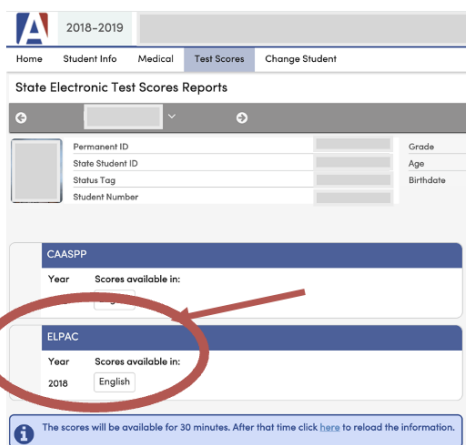 2018-2019
Home Student Info Medical Test Scores Change Student
State Electronic Test Scores Reports
Permanent ID Grade
State Student ID Age
Status Tag Birthdate
Student Number
CAASPP
Year Scores available in:
ELPAC
Year Scores available in:
2018 English
The scores will be available for 30 minutes. After that time click here to reload the information.